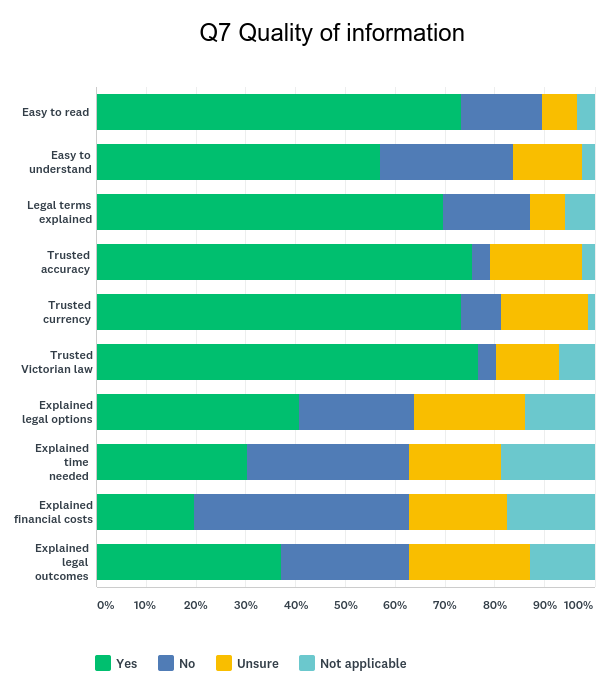 Q7 Quality of information
Easy to read
Easy to
understand
Legal terms
explained
Trusted
accuracy
Trusted
currency
Trusted
Victorian law
Explained
legal options
Explained
time
needed
Explained
financial costs
Explained
legal
outcomes
0% 10% 20% 30% 40% 50% 60% 70% 80% 90% 100%
Yes No Unsure Not applicable